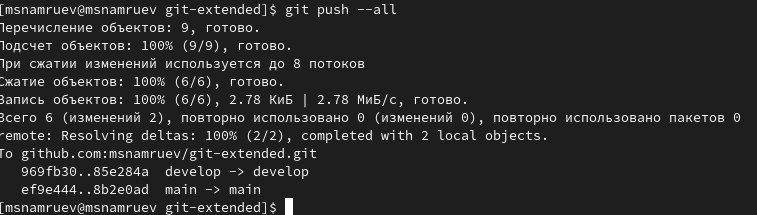 [msnamruev@msnamruev git-extended]$ git push --all
Перечисление объектов: 9, готово.
Подсчет объектов: 100% (9/9), готово.
При сжатии изменений используется до 8 потоков
Сжатие объектов: 100% (6/6), готово.
Запись объектов: 100% (6/6), 2.78 КиБ | 2.78 МиБ/с, готово.
Всего 6 (изменений 2), повторно использовано 0 (изменений 0), повторно использовано пакетов 0
remote: Resolving deltas: 100% (2/2), completed with 2 local objects.
To github.com:msnamruev/git-extended.git
969fb30..85e284a develop -> develop
ef9e444..8b2e0ad main -> main
[msnamruev@msnamruev git-extended]$